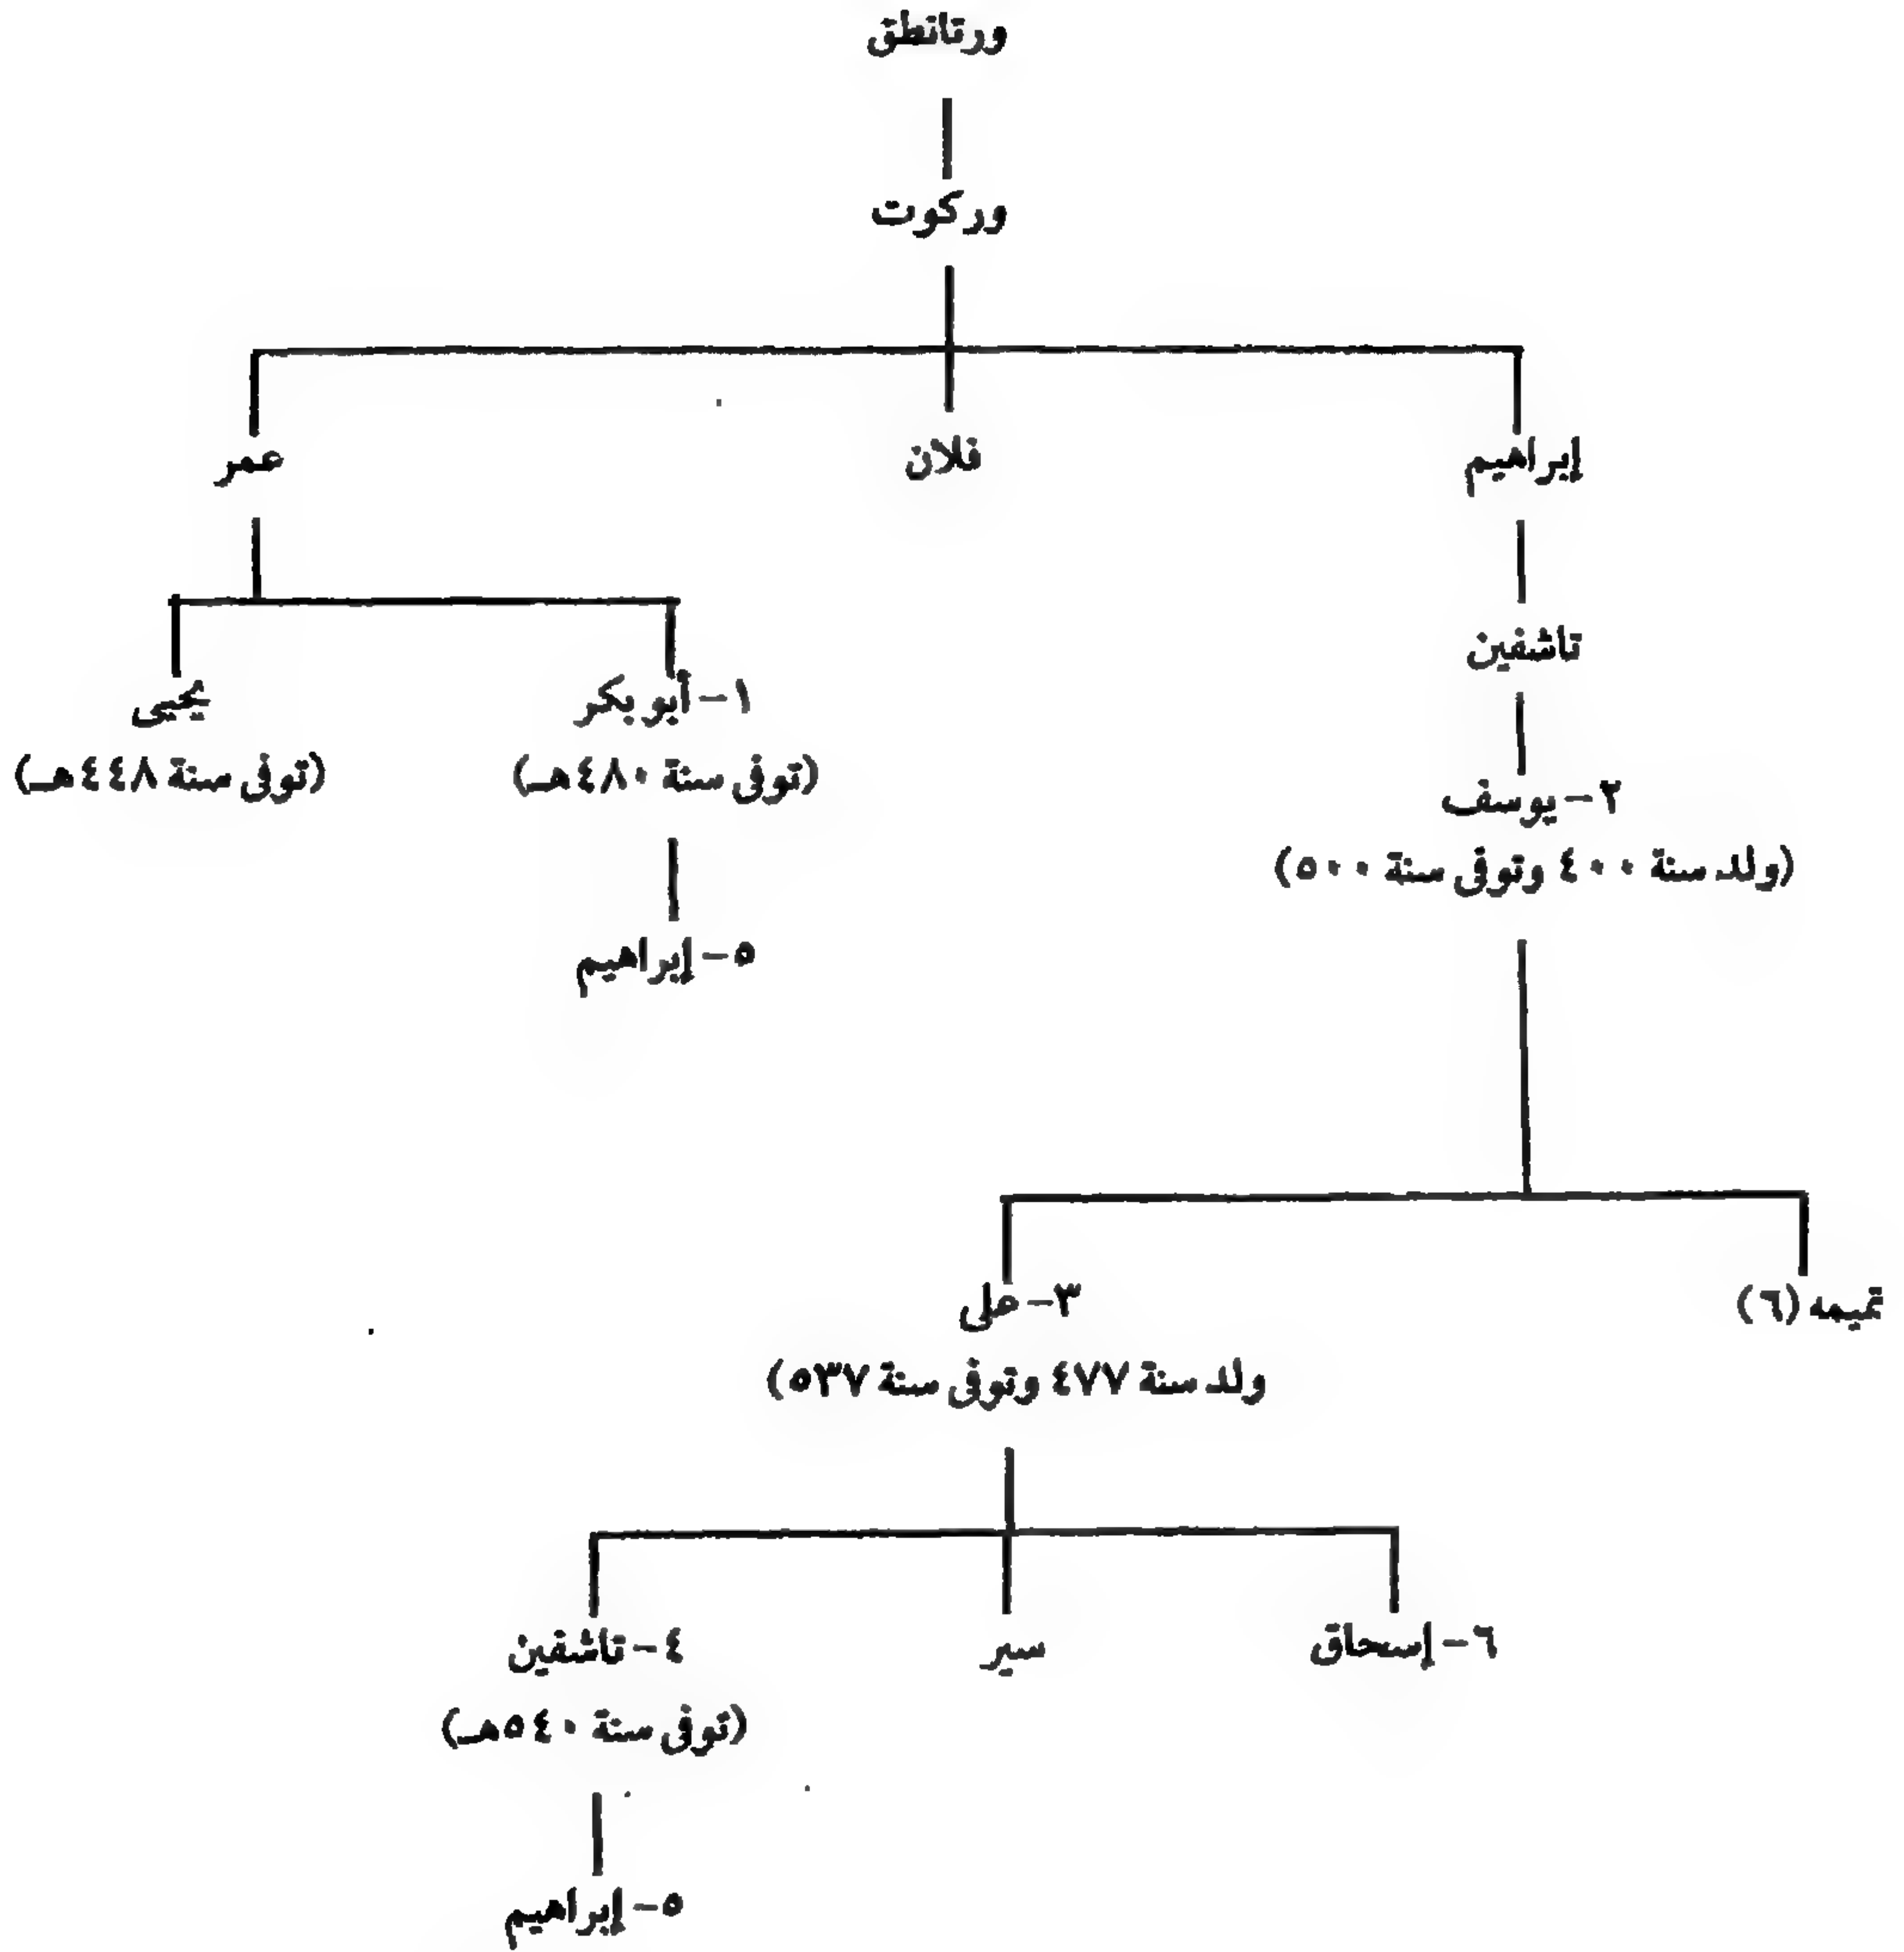 ورتانطق
وركوت
إبراهيم
فلان
عمر
تاشفين
١- أبو بكر
يحيى
(توفى سنة ٤٨٠هـ)
(توفى سنة ٤٤٨هـ)
٢- يوسف
(ولد سنة ٤٠٠ وتوفى سنة ٥٠٠)
٥- إبراهيم
تميمه (٦)
٣- على
ولد سنة ٤٧٧ وتوفى سنة ٥٣٧)
٦- إسحاق
سير
٤- تاشفين
(توفى سنة ٥٤٠هـ)
٥- إبراهيم